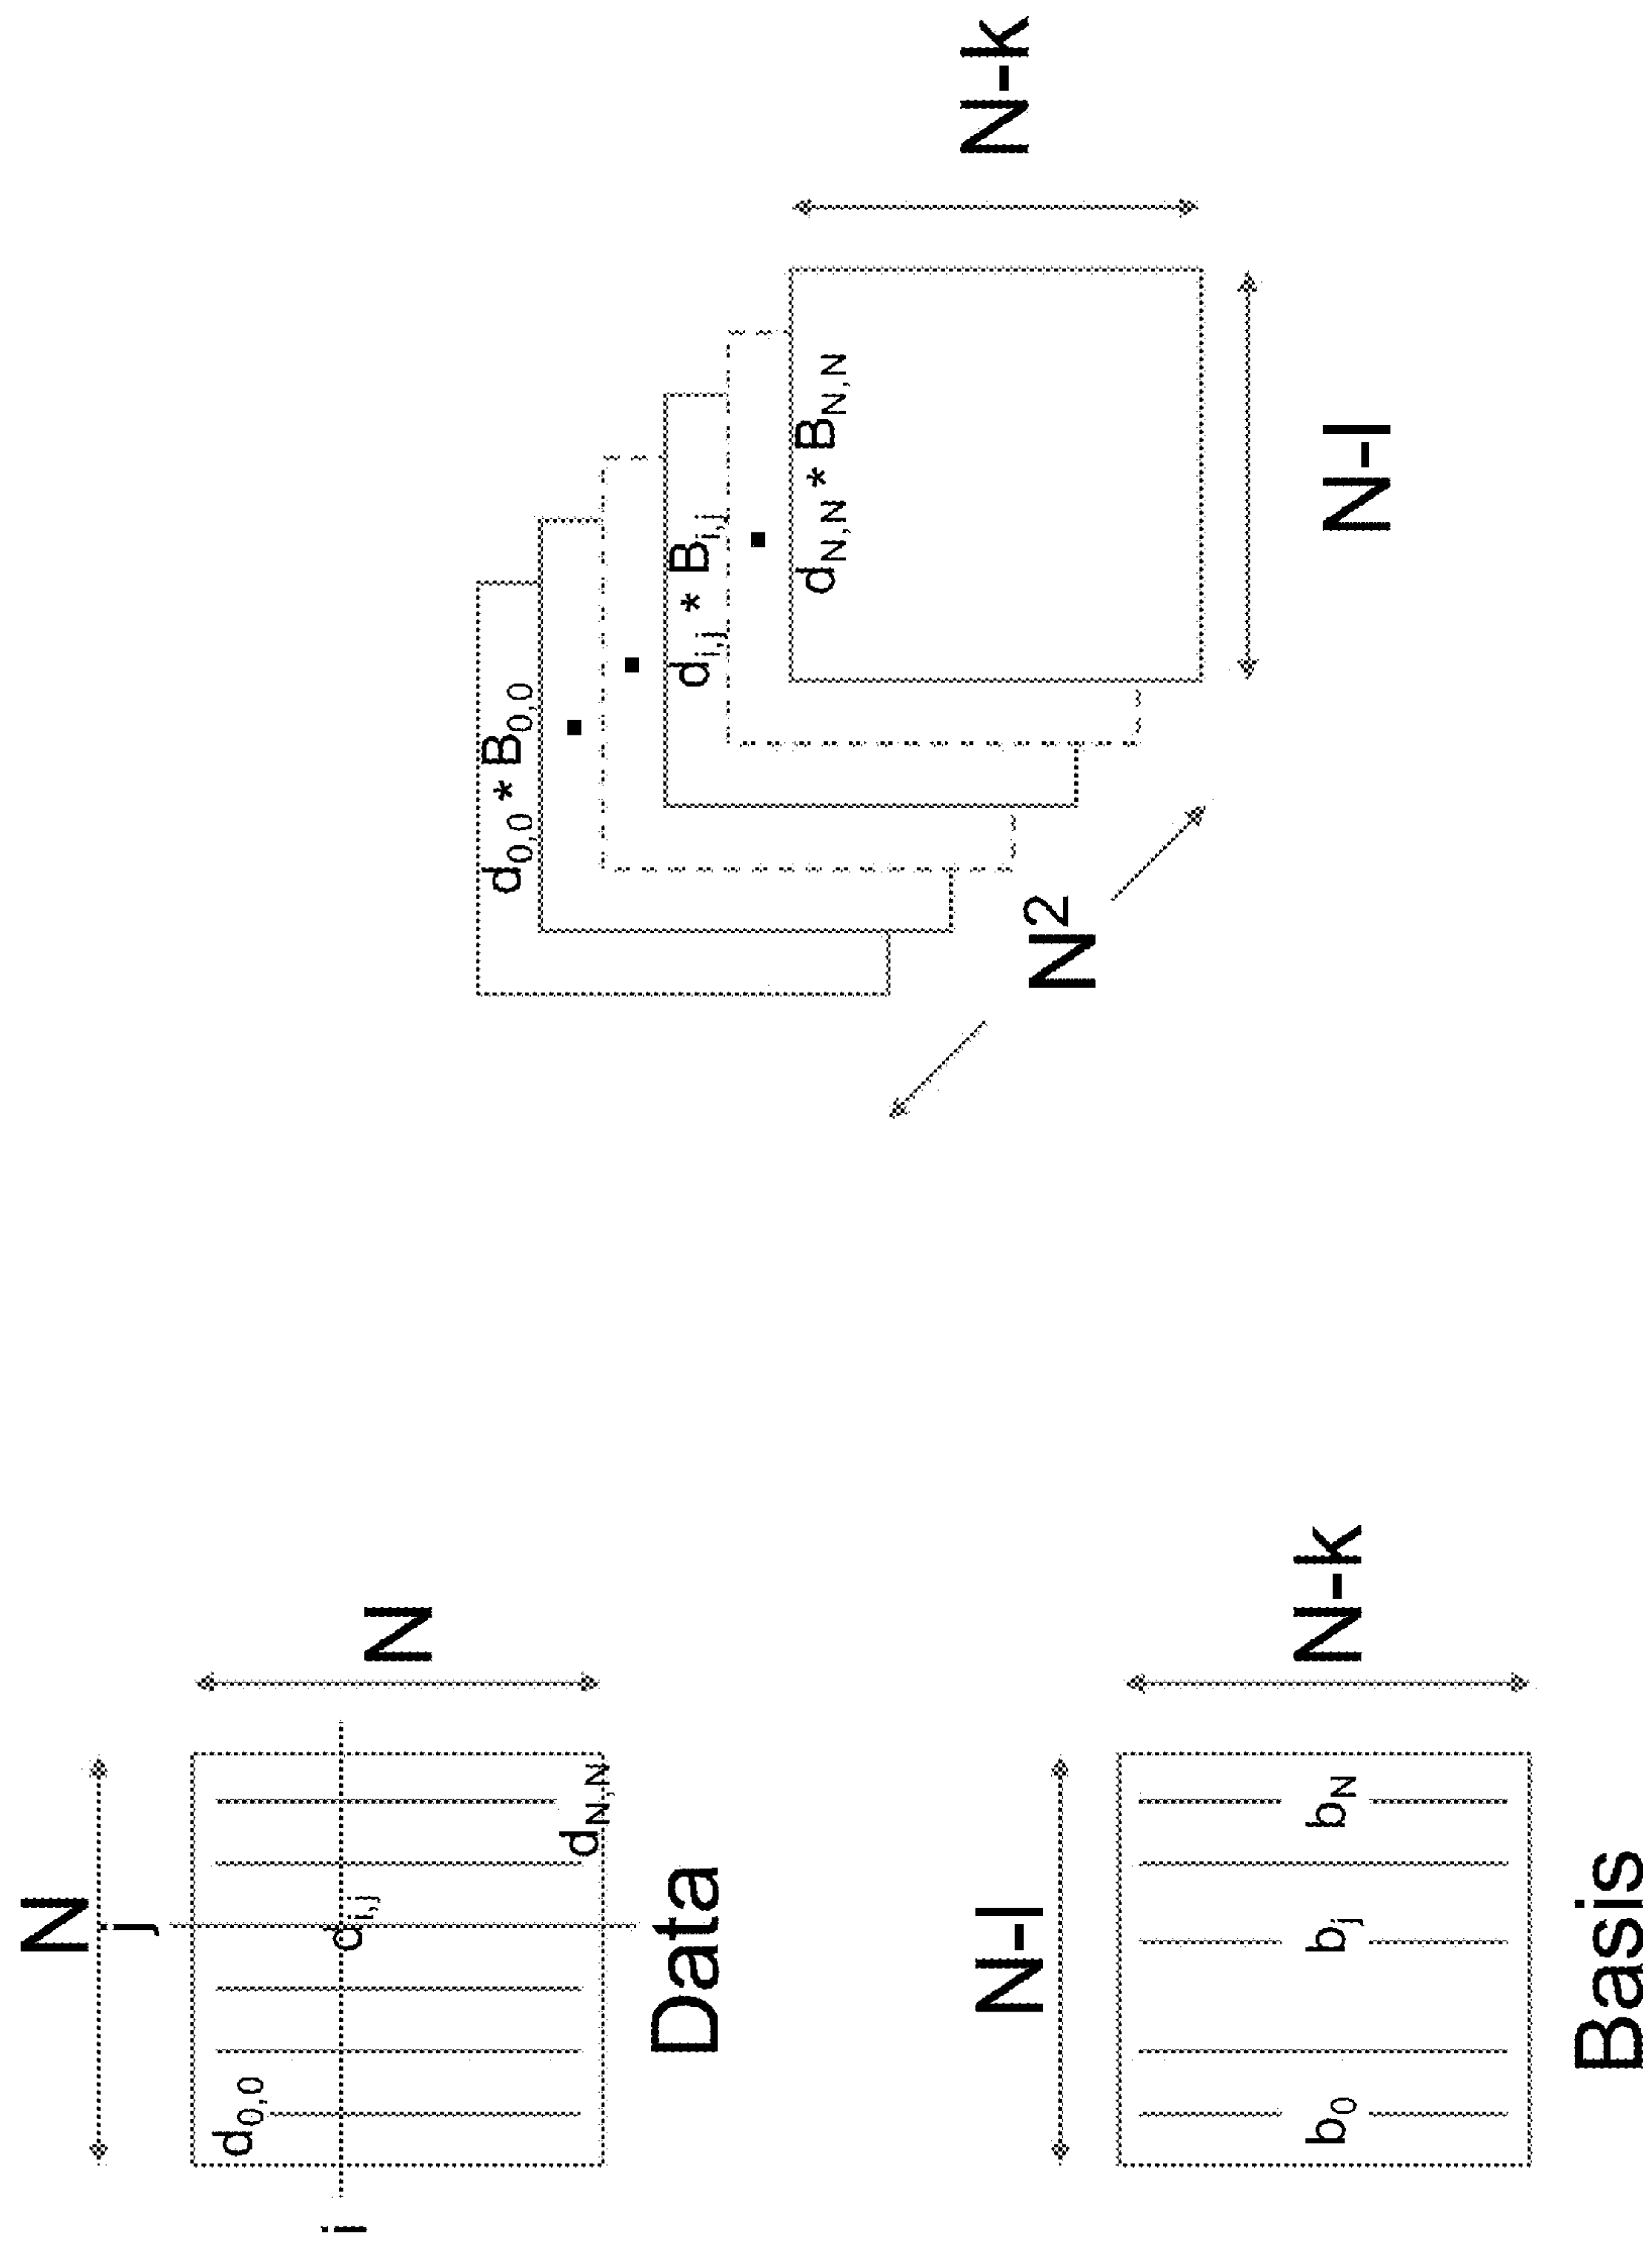 N
j
d0,0
i
di,j
N
dN,N
Data
N-l
b0 bj bN
N-k
Basis
d0,0 * B0,0
di,j * Bi,j
dN,N * BN,N
N-k
N²
N-l